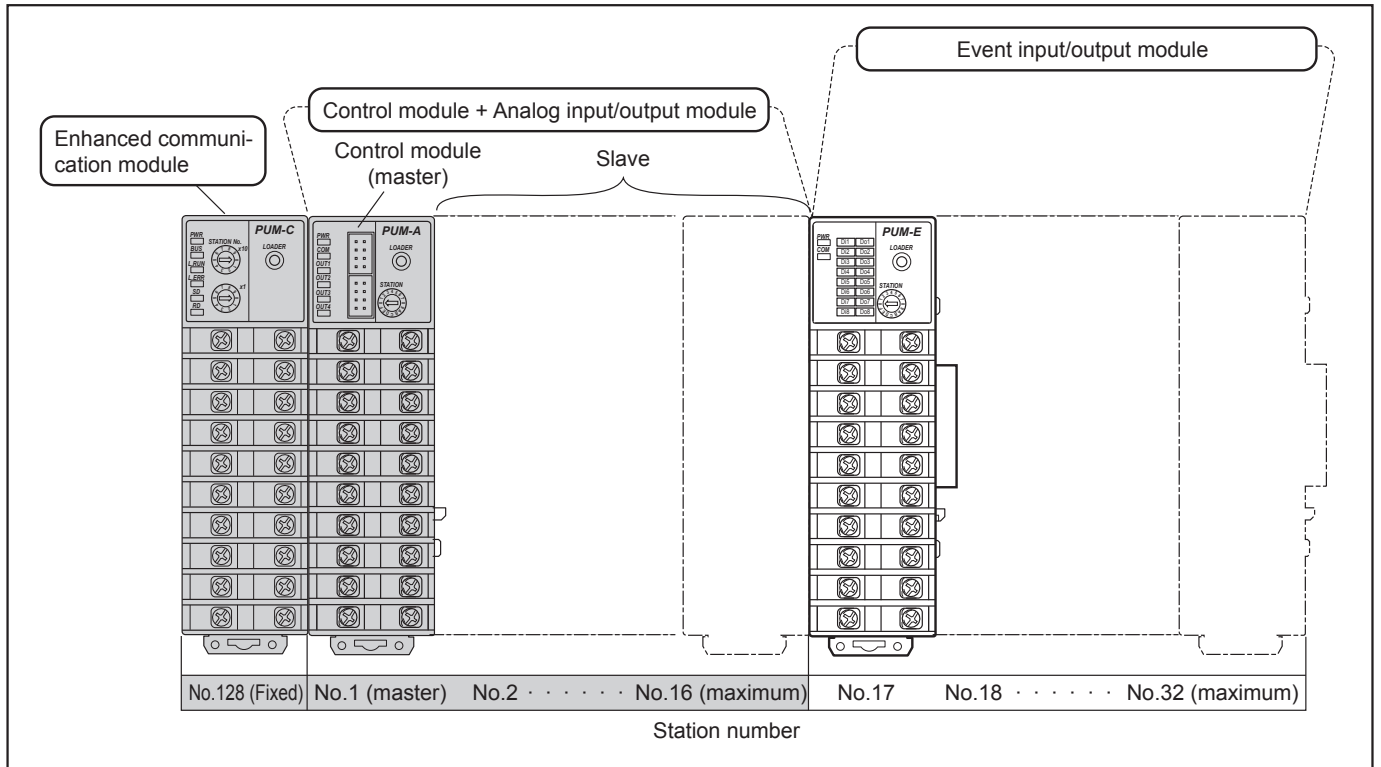 Event input/output module
Control module + Analog input/output module
Enhanced communi-
cation module
Control module
(master)
Slave
PUM-C
PWR
BUS
L.RUN
L.ERR
SD
RD
STATION No.
x10
x1
LOADER
PUM-A
PWR
COM
OUT1
OUT2
OUT3
OUT4
LOADER
STATION
PUM-E
PWR
COM
Di1 Do1
Di2 Do2
Di3 Do3
Di4 Do4
Di5 Do5
Di6 Do6
Di7 Do7
Di8 Do8
LOADER
STATION
No.128 (Fixed) No.1 (master) No.2 · · · · · · No.16 (maximum) No.17 No.18 · · · · · · No.32 (maximum)
Station number